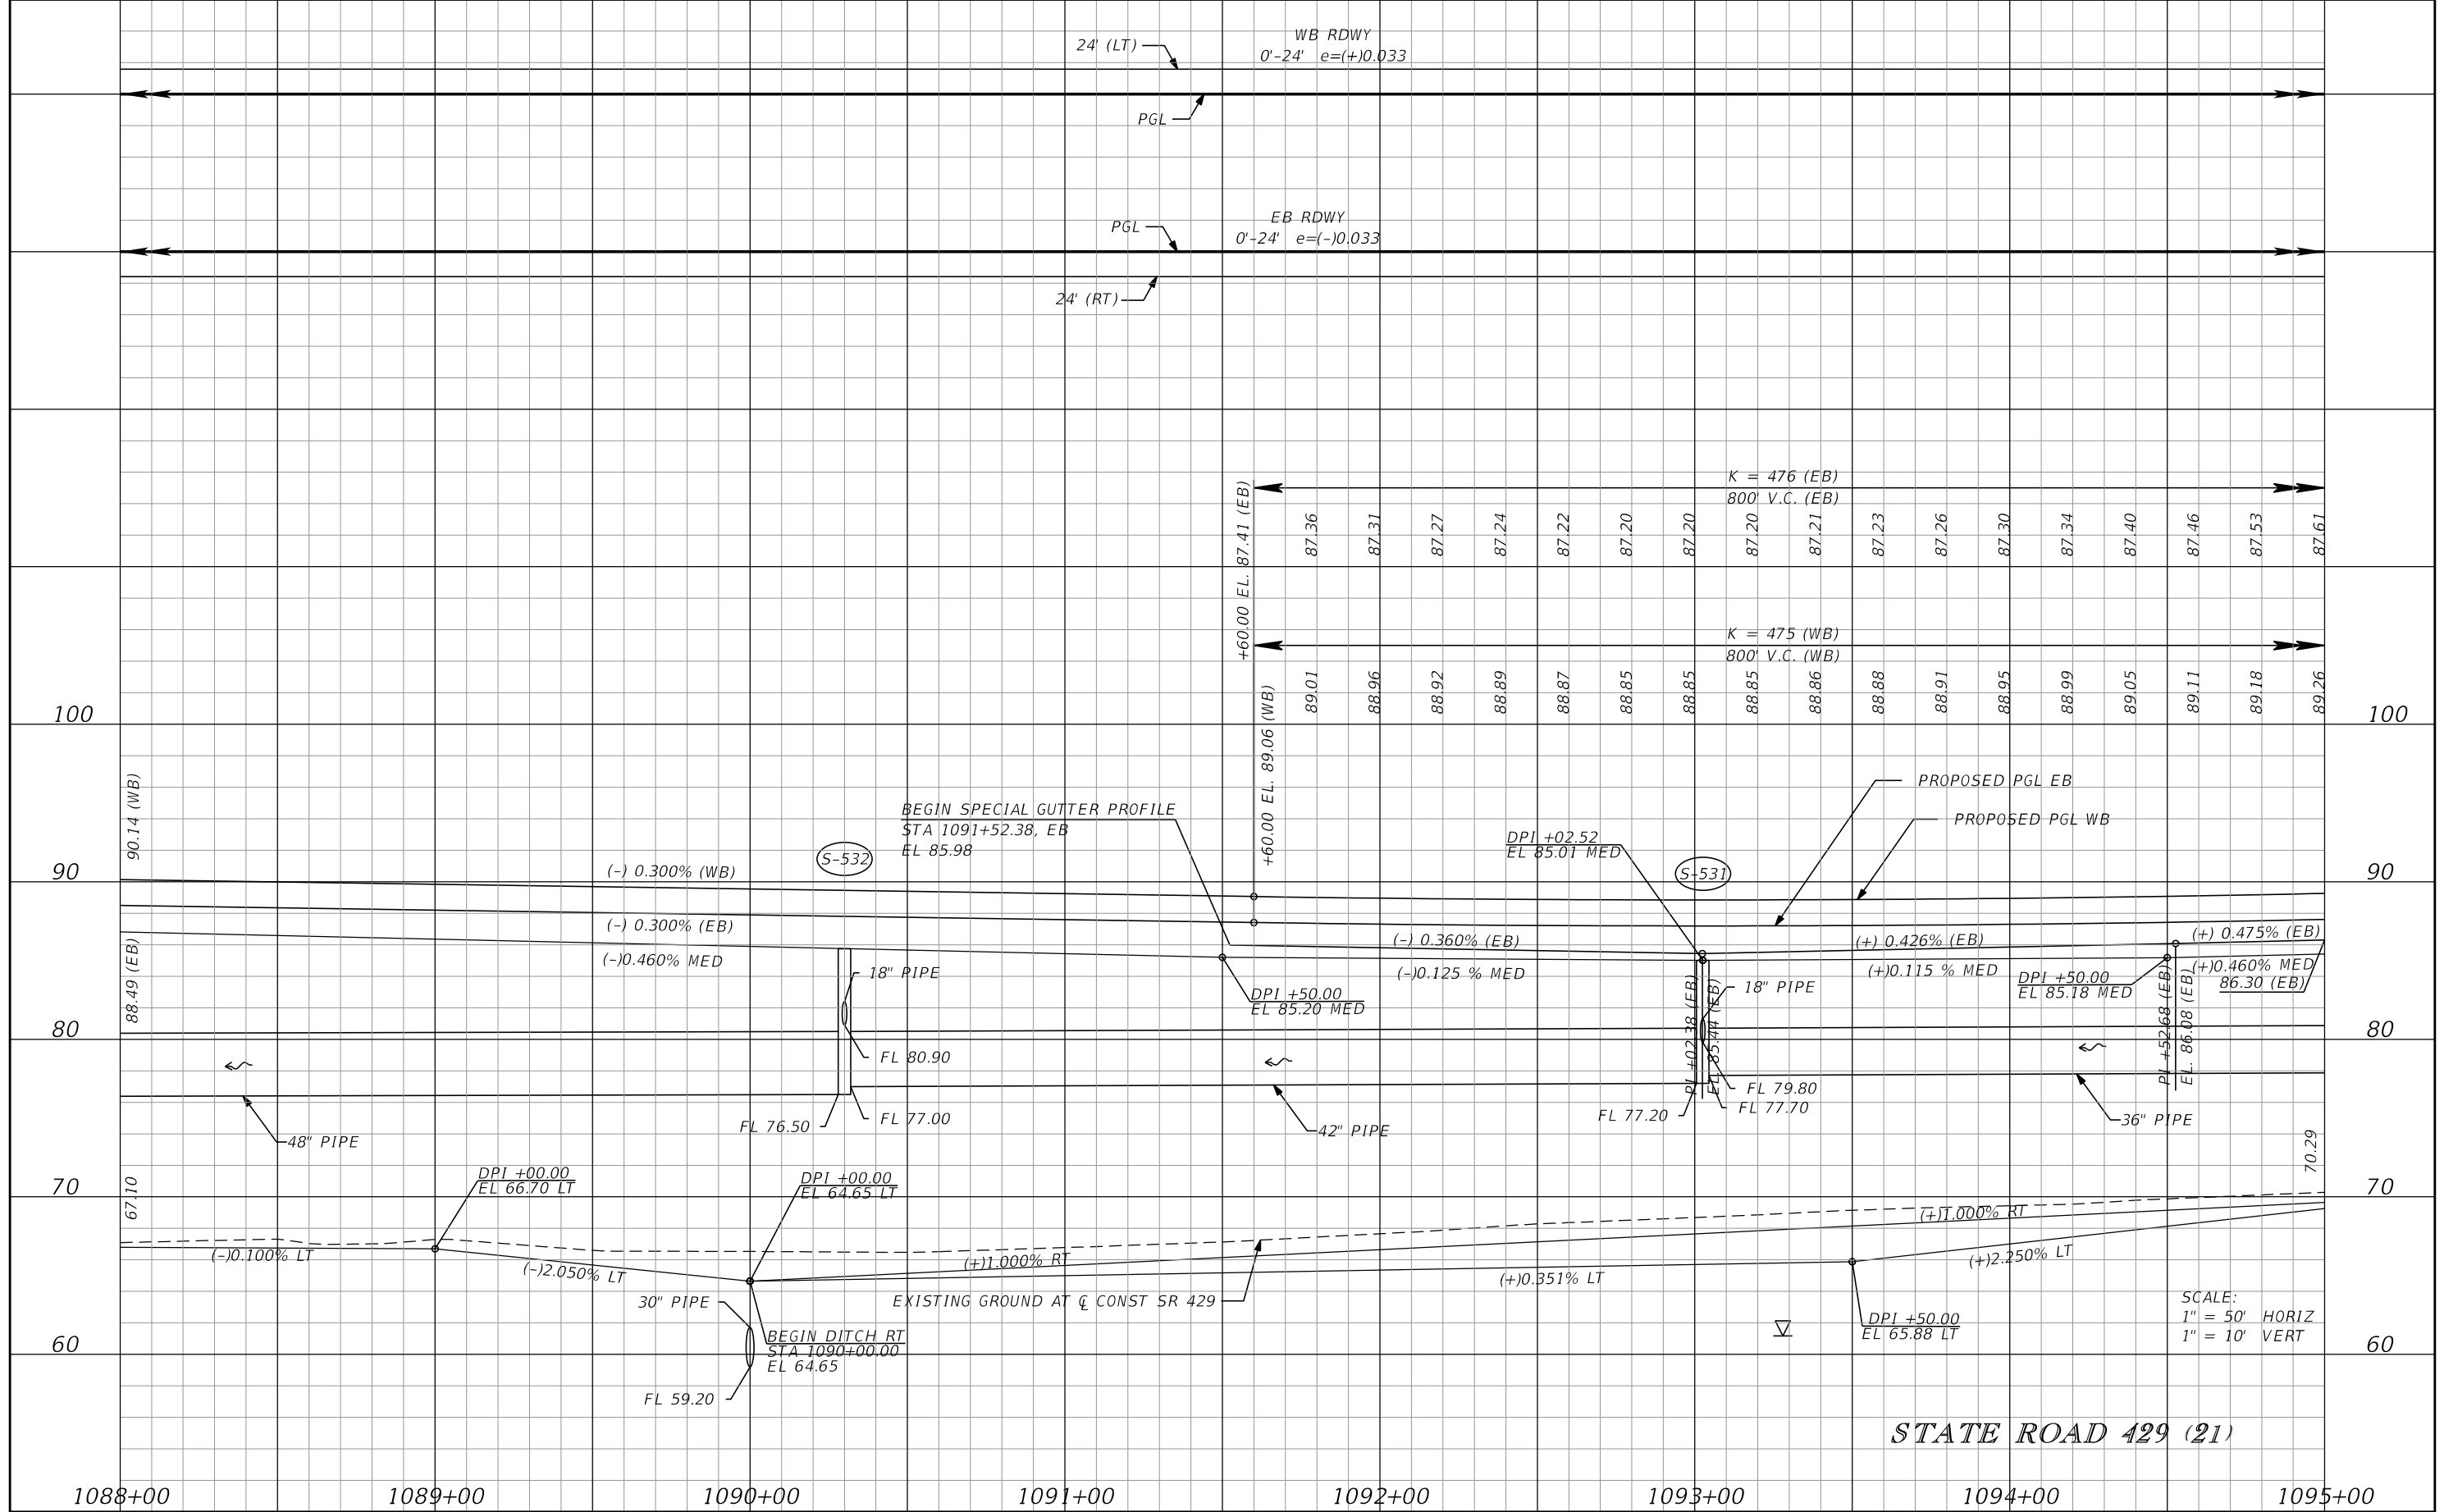 WB RDWY
0'-24' e=(+)0.033
24' (LT)
PGL
EB RDWY
0'-24' e=(-)0.033
PGL
24' (RT)
K = 476 (EB)
800' V.C. (EB)
+60.00 EL. 87.41 (EB)
87.36 87.31 87.27 87.24 87.22 87.20 87.20 87.20 87.21 87.23 87.26 87.30 87.34 87.40 87.46 87.53 87.61
K = 475 (WB)
800' V.C. (WB)
+60.00 EL. 89.06 (WB)
89.01 88.96 88.92 88.89 88.87 88.85 88.85 88.85 88.86 88.88 88.91 88.95 88.99 89.05 89.11 89.18 89.26
100
100
90.14 (WB)
PROPOSED PGL EB
PROPOSED PGL WB
BEGIN SPECIAL GUTTER PROFILE
STA 1091+52.38, EB
EL 85.98
DPI +02.52
EL 85.01 MED
S-532
S-531
90
90
(-) 0.300% (WB)
(-) 0.300% (EB)
(-)0.460% MED
88.49 (EB)
(-) 0.360% (EB)
(-)0.125 % MED
(+) 0.426% (EB)
(+)0.115 % MED
(+) 0.475% (EB)
(+)0.460% MED
86.30 (EB)
18" PIPE
DPI +50.00
EL 85.20 MED
18" PIPE
DPI +50.00
EL 85.18 MED
PI +02.38 (EB)
EL. 85.44 (EB)
PI +52.68 (EB)
EL. 86.08 (EB)
80
80
FL 80.90
FL 77.00
FL 76.50
48" PIPE
42" PIPE
FL 79.80
FL 77.70
FL 77.20
36" PIPE
70.29
67.10
70
70
DPI +00.00
EL 66.70 LT
DPI +00.00
EL 64.65 LT
(-)0.100% LT
(-)2.050% LT
(+)1.000% RT
(+)1.000% RT
(+)0.351% LT
(+)2.250% LT
30" PIPE
EXISTING GROUND AT ℄ CONST SR 429
BEGIN DITCH RT
STA 1090+00.00
EL 64.65
FL 59.20
DPI +50.00
EL 65.88 LT
SCALE:
1" = 50' HORIZ
1" = 10' VERT
60
60
STATE ROAD 429 (21)
1088+00 1089+00 1090+00 1091+00 1092+00 1093+00 1094+00 1095+00